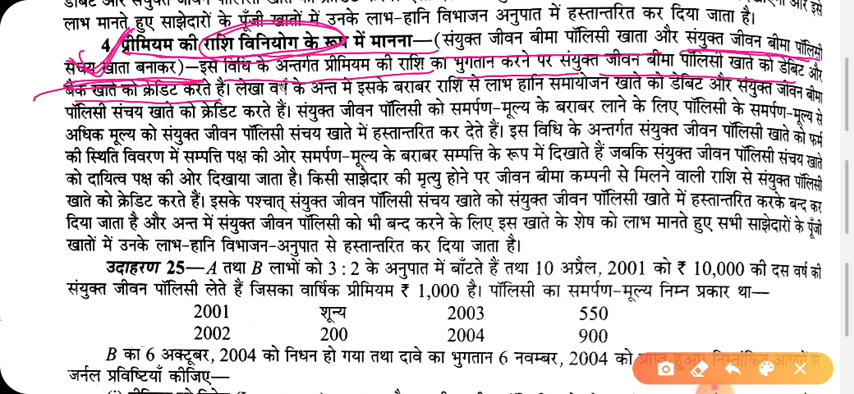 लाभ मानते हुए साझेदारों के पूँजी खातों में उनके लाभ-हानि विभाजन अनुपात में हस्तान्तरित कर दिया जाता है।
4. प्रीमियम की राशि विनियोग के रूप में मानना—(संयुक्त जीवन बीमा पॉलिसी खाता और संयुक्त जीवन बीमा पॉलिसी
संचय खाता बनाकर)—इस विधि के अन्तर्गत प्रीमियम की राशि का भुगतान करने पर संयुक्त जीवन बीमा पॉलिसी खाते को डेबिट और
बैंक खाते को क्रेडिट करते हैं। लेखा वर्ष के अन्त में इसके बराबर राशि से लाभ हानि समायोजन खाते को डेबिट और संयुक्त जीवन बीमा
पॉलिसी संचय खाते को क्रेडिट करते हैं। संयुक्त जीवन पॉलिसी को समर्पण-मूल्य के बराबर लाने के लिए पॉलिसी के समर्पण-मूल्य से
अधिक मूल्य को संयुक्त जीवन पॉलिसी संचय खाते में हस्तान्तरित कर देते हैं। इस विधि के अन्तर्गत संयुक्त जीवन पॉलिसी खाते को फर्म
की स्थिति विवरण में सम्पत्ति पक्ष की ओर समर्पण-मूल्य के बराबर सम्पत्ति के रूप में दिखाते हैं जबकि संयुक्त जीवन पॉलिसी संचय खाते
को दायित्व पक्ष की ओर दिखाया जाता है। किसी साझेदार की मृत्यु होने पर जीवन बीमा कम्पनी से मिलने वाली राशि से संयुक्त पॉलिसी
खाते को क्रेडिट करते हैं। इसके पश्चात् संयुक्त जीवन पॉलिसी संचय खाते को संयुक्त जीवन पॉलिसी खाते में हस्तान्तरित करके बन्द कर
दिया जाता है और अन्त में संयुक्त जीवन पॉलिसी को भी बन्द करने के लिए इस खाते के शेष को लाभ मानते हुए सभी साझेदारों के पूँजी
खातों में उनके लाभ-हानि विभाजन-अनुपात से हस्तान्तरित कर दिया जाता है।
उदाहरण 25—A तथा B लाभों को 3 : 2 के अनुपात में बाँटते हैं तथा 10 अप्रैल, 2001 को ₹ 10,000 की दस वर्ष की
संयुक्त जीवन पॉलिसी लेते हैं जिसका वार्षिक प्रीमियम ₹ 1,000 है। पॉलिसी का समर्पण-मूल्य निम्न प्रकार था—
2001 शून्य 2003 550
2002 200 2004 900
B का 6 अक्टूबर, 2004 को निधन हो गया तथा दावे का भुगतान 6 नवम्बर, 2004 को प्राप्त हुआ।
जर्नल प्रविष्टियाँ कीजिए—